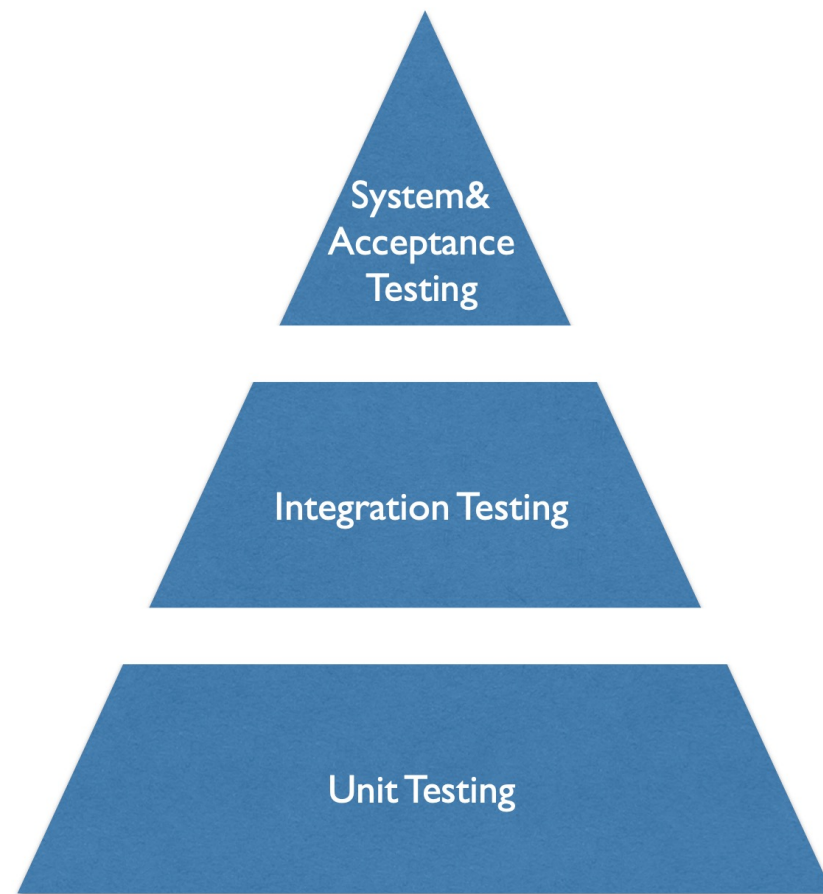 System&
Acceptance
Testing
Integration Testing
Unit Testing